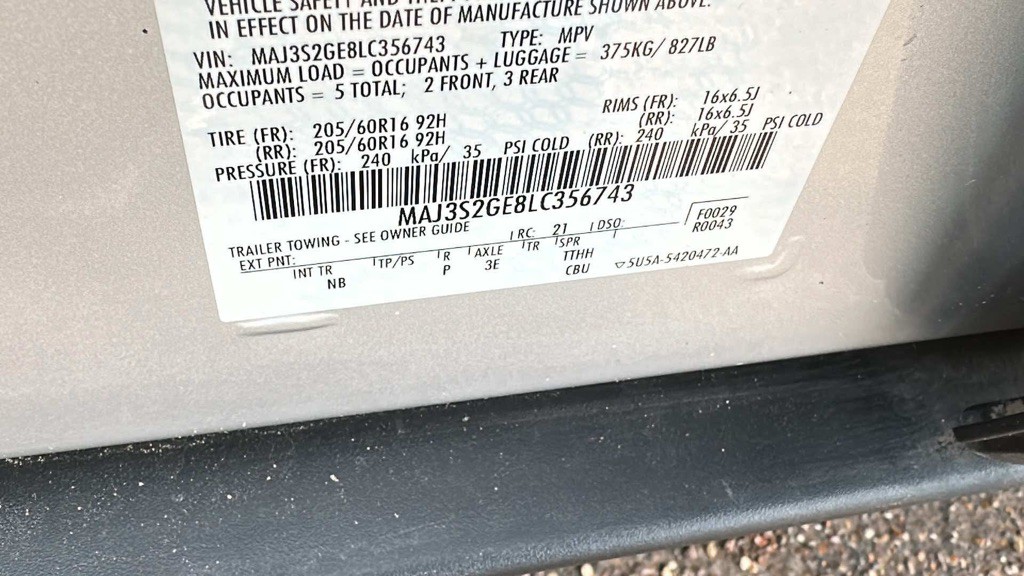 VEHICLE SAFETY AND THEFT
IN EFFECT ON THE DATE OF MANUFACTURE SHOWN ABOVE.
VIN: MAJ3S2GE8LC356743 TYPE: MPV
MAXIMUM LOAD = OCCUPANTS + LUGGAGE = 375KG/ 827LB
OCCUPANTS = 5 TOTAL; 2 FRONT, 3 REAR
TIRE (FR): 205/60R16 92H RIMS (FR): 16x6.5J
(RR): 205/60R16 92H (RR): 16x6.5J
PRESSURE (FR): 240 kPa/ 35 PSI COLD (RR): 240 kPa/ 35 PSI COLD
MAJ3S2GE8LC356743
TRAILER TOWING - SEE OWNER GUIDE
EXT PNT: RC: 21 DSO: F0029
R0043
INT TR TP/PS R AXLE TR SPR
NB P 3E TTHH
CBU ▽5U5A-5420472-AA